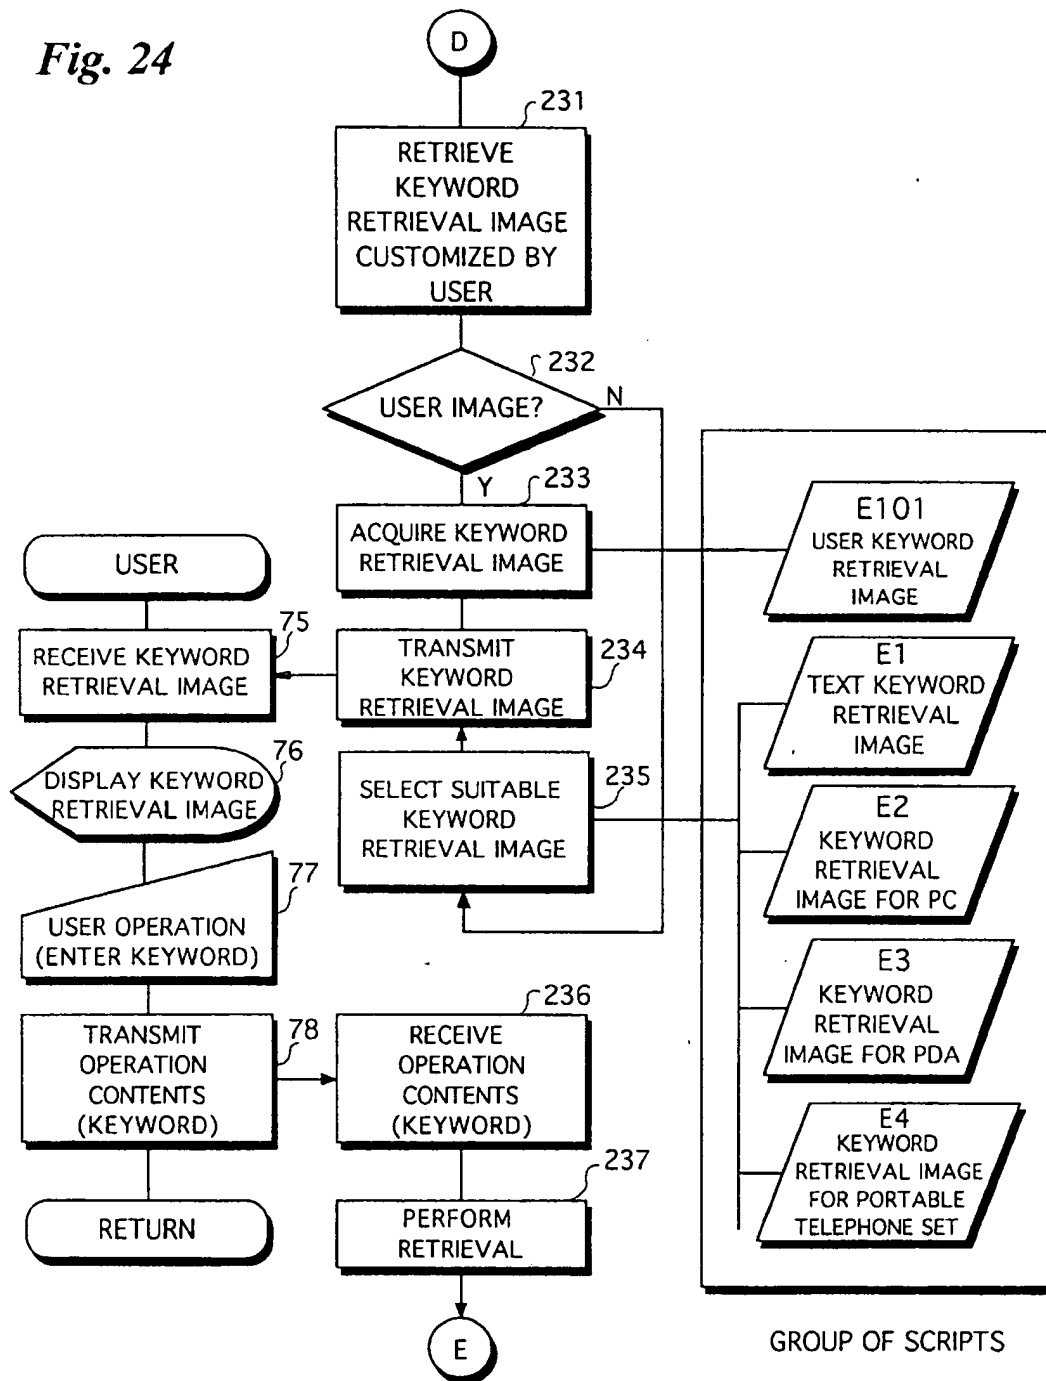 Fig. 24
D
231
RETRIEVE
KEYWORD
RETRIEVAL IMAGE
CUSTOMIZED BY
USER
232
USER IMAGE?
N
Y
233
ACQUIRE KEYWORD
RETRIEVAL IMAGE
TRANSMIT
KEYWORD
RETRIEVAL IMAGE
234
SELECT SUITABLE
KEYWORD
RETRIEVAL IMAGE
235
USER
75
RECEIVE KEYWORD
RETRIEVAL IMAGE
76
DISPLAY KEYWORD
RETRIEVAL IMAGE
77
USER OPERATION
(ENTER KEYWORD)
TRANSMIT
OPERATION
CONTENTS
(KEYWORD)
78
RETURN
236
RECEIVE
OPERATION
CONTENTS
(KEYWORD)
237
PERFORM
RETRIEVAL
E
E101
USER KEYWORD
RETRIEVAL
IMAGE
E1
TEXT KEYWORD
RETRIEVAL
IMAGE
E2
KEYWORD
RETRIEVAL
IMAGE FOR PC
E3
KEYWORD
RETRIEVAL
IMAGE FOR PDA
E4
KEYWORD
RETRIEVAL IMAGE
FOR PORTABLE
TELEPHONE SET
GROUP OF SCRIPTS